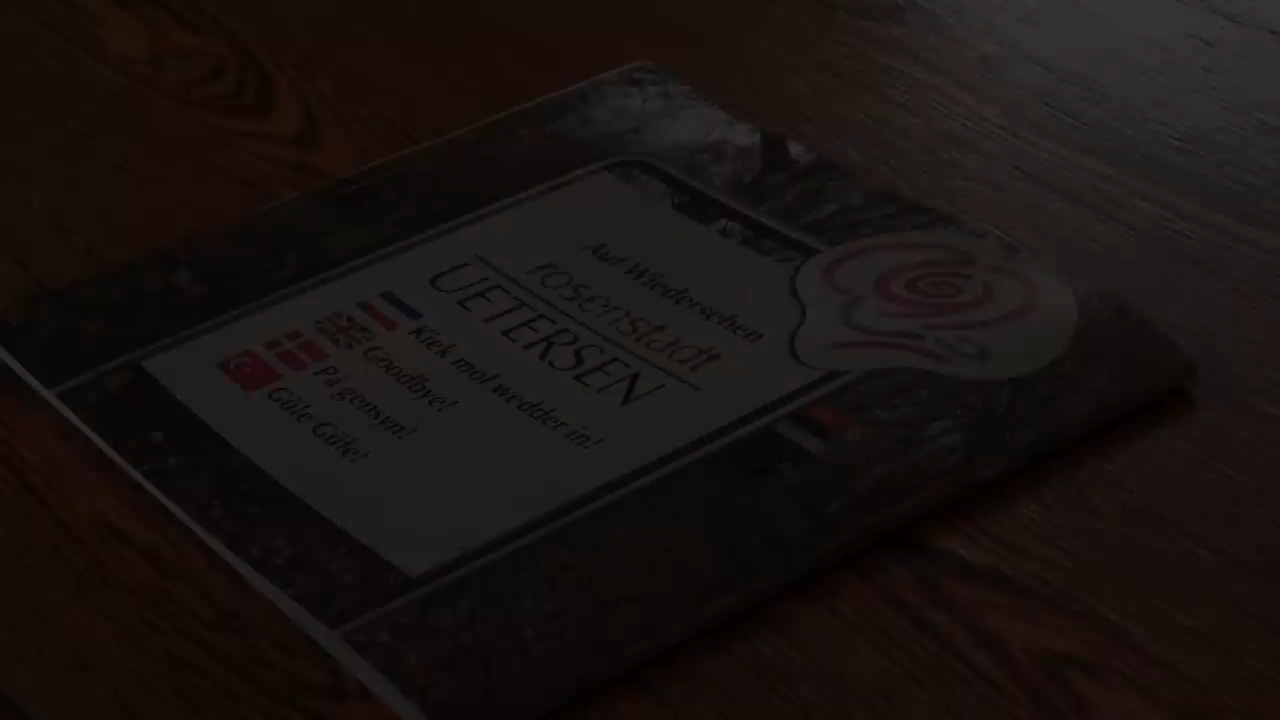 Auf Wiedersehen
rosenstadt
UETERSEN
Kiek mol wedder in!
Goodbye!
På gensyn!
Güle Güle!